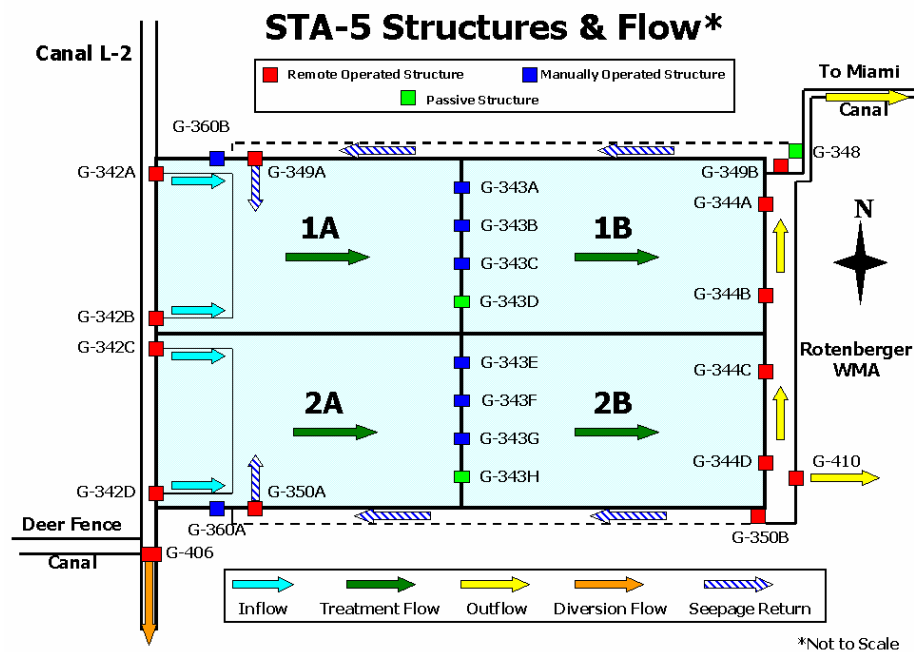 STA-5 Structures & Flow*
Canal L-2
Remote Operated Structure
Manually Operated Structure
Passive Structure
To Miami
Canal
G-360B
G-348
G-342A
G-349A
G-349B
G-343A
G-344A
N
1A
G-343B
1B
G-343C
G-343D
G-344B
G-342B
G-342C
G-343E
G-344C
Rotenberger
WMA
2A
G-343F
2B
G-343G
G-344D
G-410
G-343H
G-342D
G-350A
Deer Fence
Canal
G-360A
G-350B
G-406
Inflow
Treatment Flow
Outflow
Diversion Flow
Seepage Return
*Not to Scale